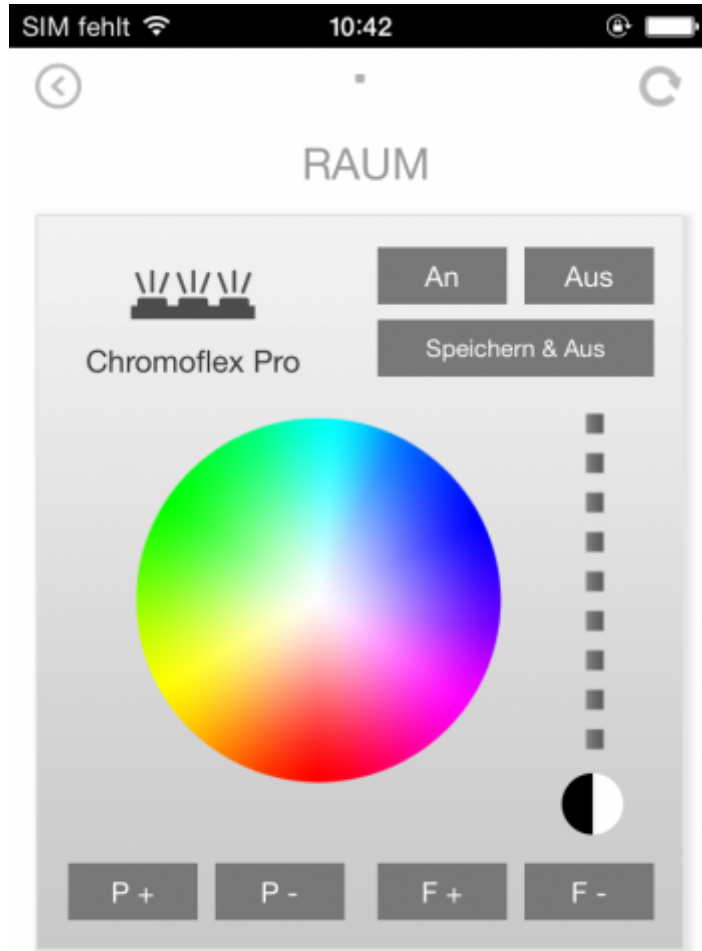 SIM fehlt 10:42
RAUM
An Aus
Speichern & Aus
Chromoflex Pro
P + P - F + F -